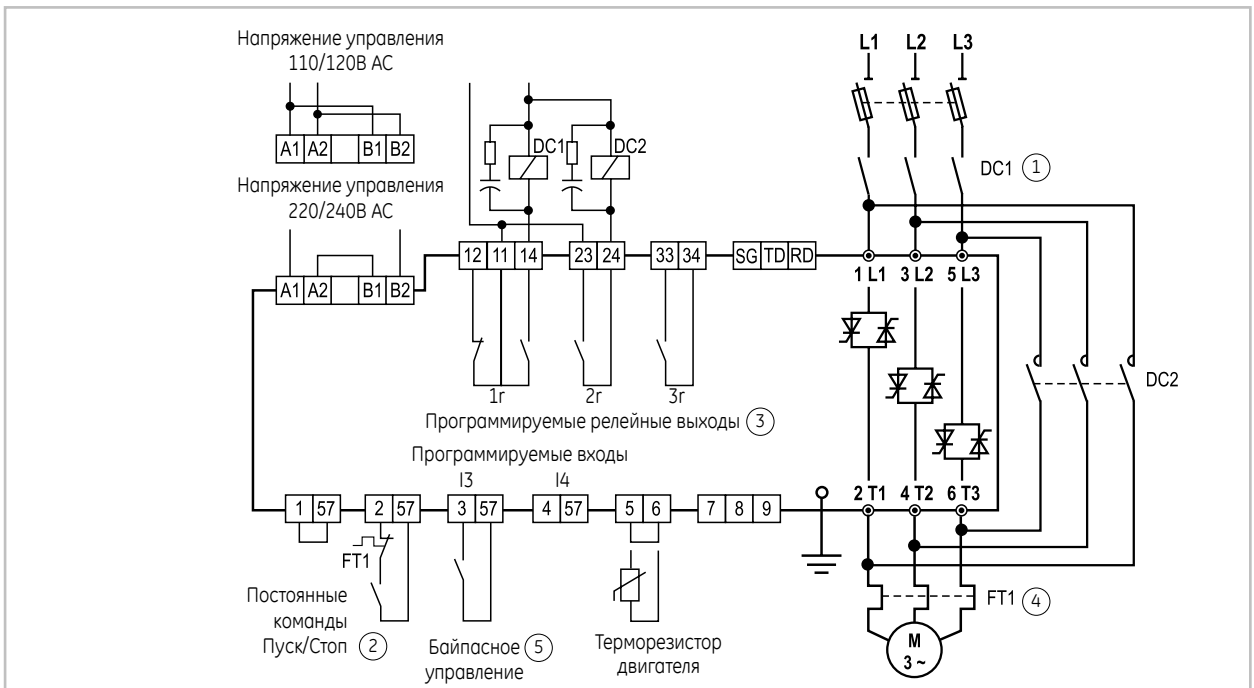 Напряжение управления
110/120В AC
A1 A2 B1 B2
Напряжение управления
220/240В AC
A1 A2 B1 B2
DC1 DC2
12 11 14 23 24 33 34 SG TD RD
1r 2r 3r
Программируемые релейные выходы 3
Программируемые входы
I3 I4
1 57 2 57 3 57 4 57 5 6 7 8 9
FT1
Постоянные
команды
Пуск/Стоп 2
Байпасное 5
управление
Терморезистор
двигателя
L1 L2 L3
DC1 1
1 L1 3 L2 5 L3
DC2
2 T1 4 T2 6 T3
FT1 4
M
3 ~